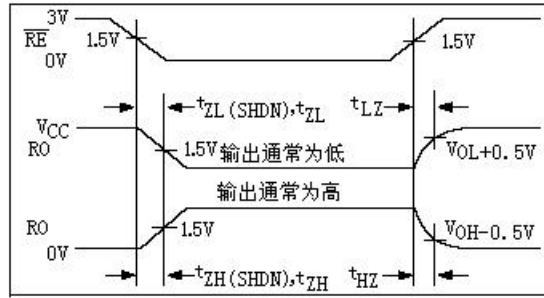 3V
RE
1.5V
1.5V
0V
tZL(SHDN),tZL
tLZ
VCC
RO
1.5V
输出通常为低
VOL+0.5V
输出通常为高
RO
1.5V
VOH-0.5V
0V
tZH(SHDN),tZH
tHZ